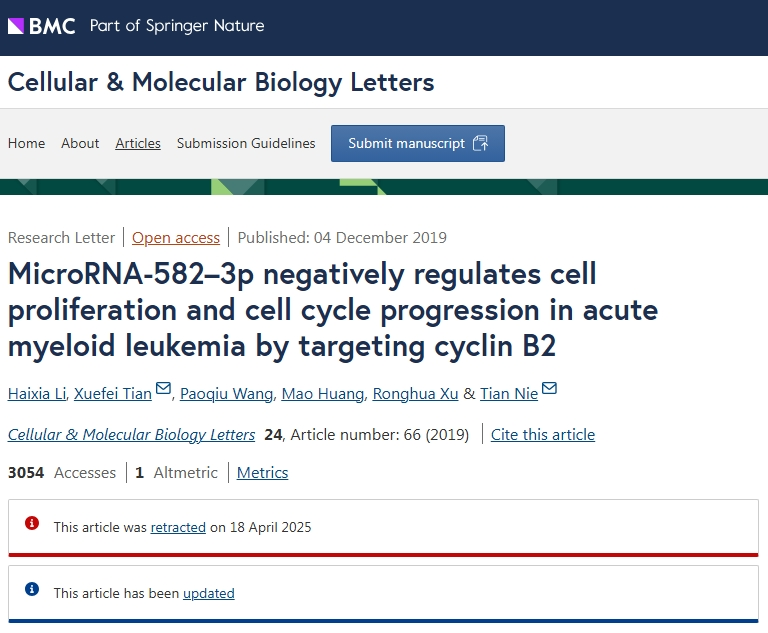 BMC Part of Springer Nature
Cellular & Molecular Biology Letters
Home About Articles Submission Guidelines Submit manuscript
Research Letter | Open access | Published: 04 December 2019
MicroRNA-582–3p negatively regulates cell
proliferation and cell cycle progression in acute
myeloid leukemia by targeting cyclin B2
Haixia Li, Xuefei Tian, Paoqiu Wang, Mao Huang, Ronghua Xu & Tian Nie
Cellular & Molecular Biology Letters 24, Article number: 66 (2019) | Cite this article
3054 Accesses | 1 Altmetric | Metrics
This article was retracted on 18 April 2025
This article has been updated